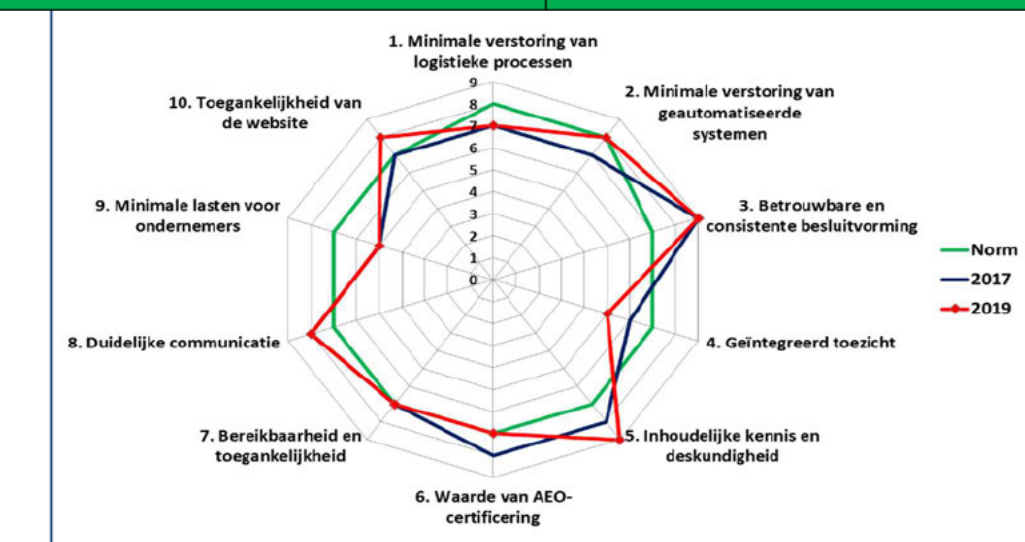 1. Minimale verstoring van
logistieke processen
2. Minimale verstoring van
geautomatiseerde
systemen
3. Betrouwbare en
consistente besluitvorming
4. Geïntegreerd toezicht
5. Inhoudelijke kennis en
deskundigheid
6. Waarde van AEO-
certificering
7. Bereikbaarheid en
toegankelijkheid
8. Duidelijke communicatie
9. Minimale lasten voor
ondernemers
10. Toegankelijkheid van
de website
9
8
7
6
5
4
3
2
1
0
Norm
2017
2019